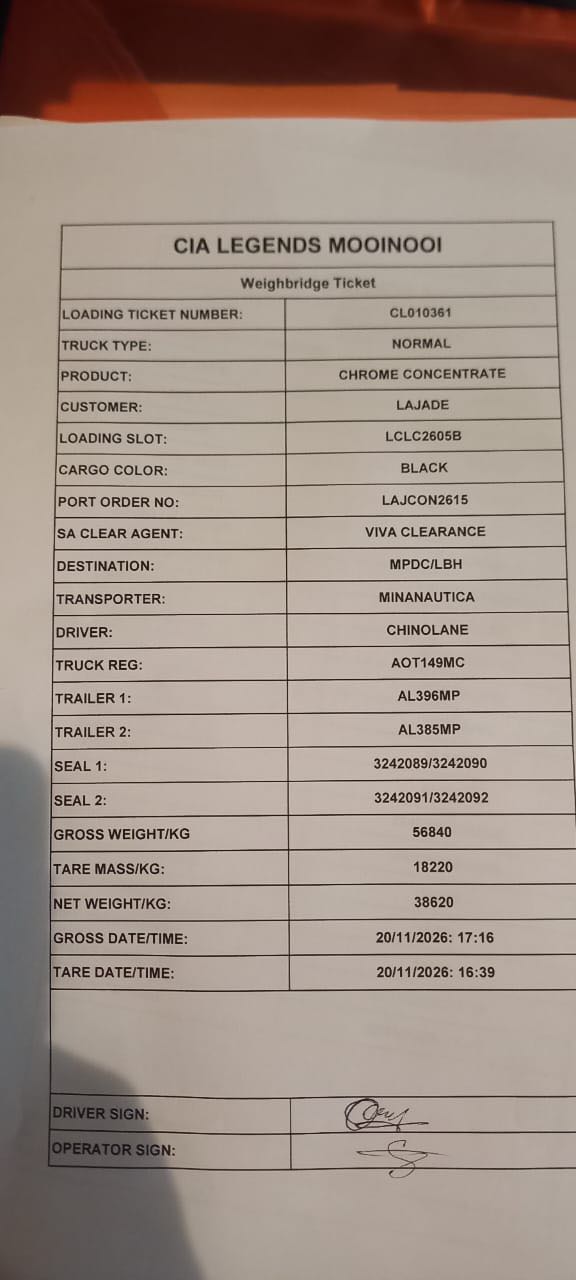 CIA LEGENDS MOOINOOI
Weighbridge Ticket
LOADING TICKET NUMBER: CL010361
TRUCK TYPE: NORMAL
PRODUCT: CHROME CONCENTRATE
CUSTOMER: LAJADE
LOADING SLOT: LCLC2605B
CARGO COLOR: BLACK
PORT ORDER NO: LAJCON2615
SA CLEAR AGENT: VIVA CLEARANCE
DESTINATION: MPDC/LBH
TRANSPORTER: MINANAUTICA
DRIVER: CHINOLANE
TRUCK REG: AOT149MC
TRAILER 1: AL396MP
TRAILER 2: AL385MP
SEAL 1: 3242089/3242090
SEAL 2: 3242091/3242092
GROSS WEIGHT/KG 56840
TARE MASS/KG: 18220
NET WEIGHT/KG: 38620
GROSS DATE/TIME: 20/11/2026: 17:16
TARE DATE/TIME: 20/11/2026: 16:39
DRIVER SIGN:
OPERATOR SIGN: